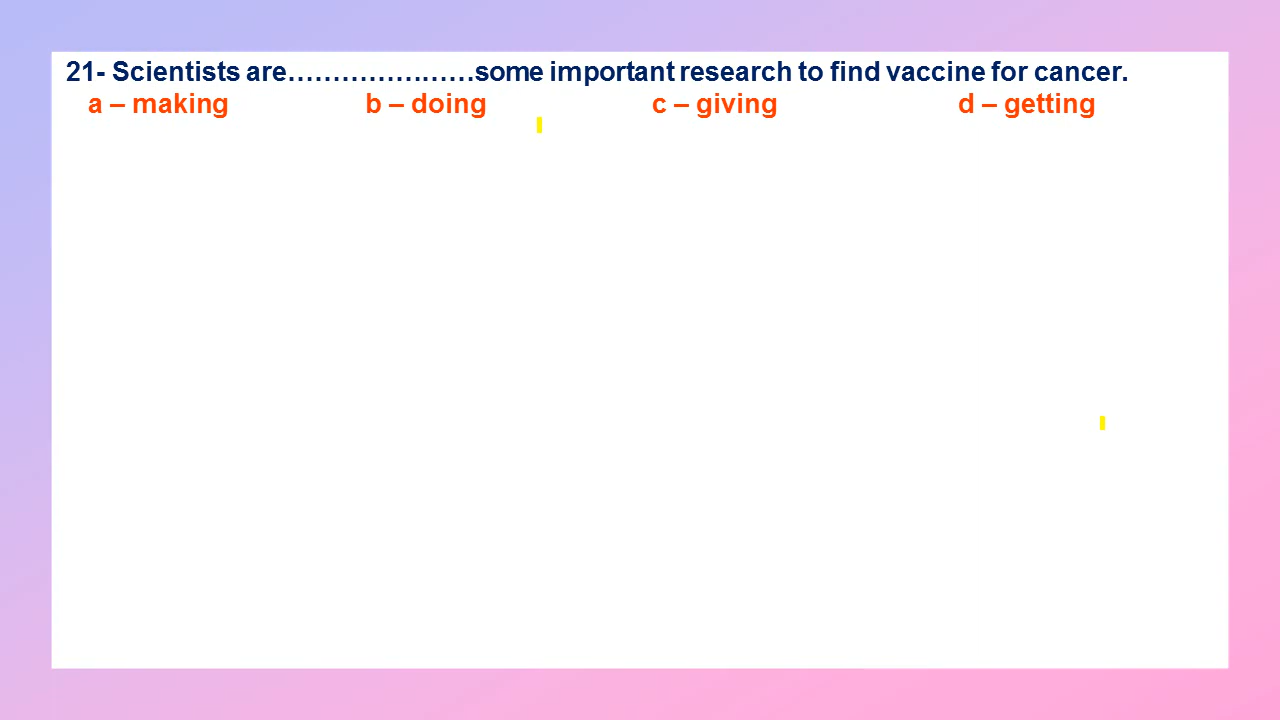 21- Scientists are…………….……some important research to find vaccine for cancer.
a – making b – doing c – giving d – getting